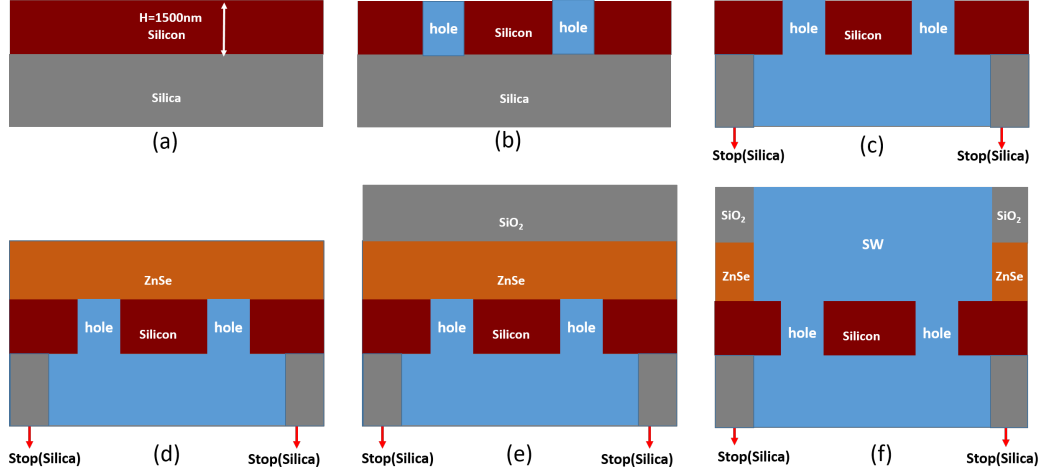 H=1500nm
Silicon
Silica
(a)
hole
Silicon
hole
Silica
(b)
hole
Silicon
hole
Stop(Silica)
(c)
Stop(Silica)
ZnSe
hole
Silicon
hole
Stop(Silica)
(d)
Stop(Silica)
SiO₂
ZnSe
hole
Silicon
hole
Stop(Silica)
(e)
Stop(Silica)
SiO₂
SW
SiO₂
ZnSe
ZnSe
hole
Silicon
hole
Stop(Silica)
(f)
Stop(Silica)